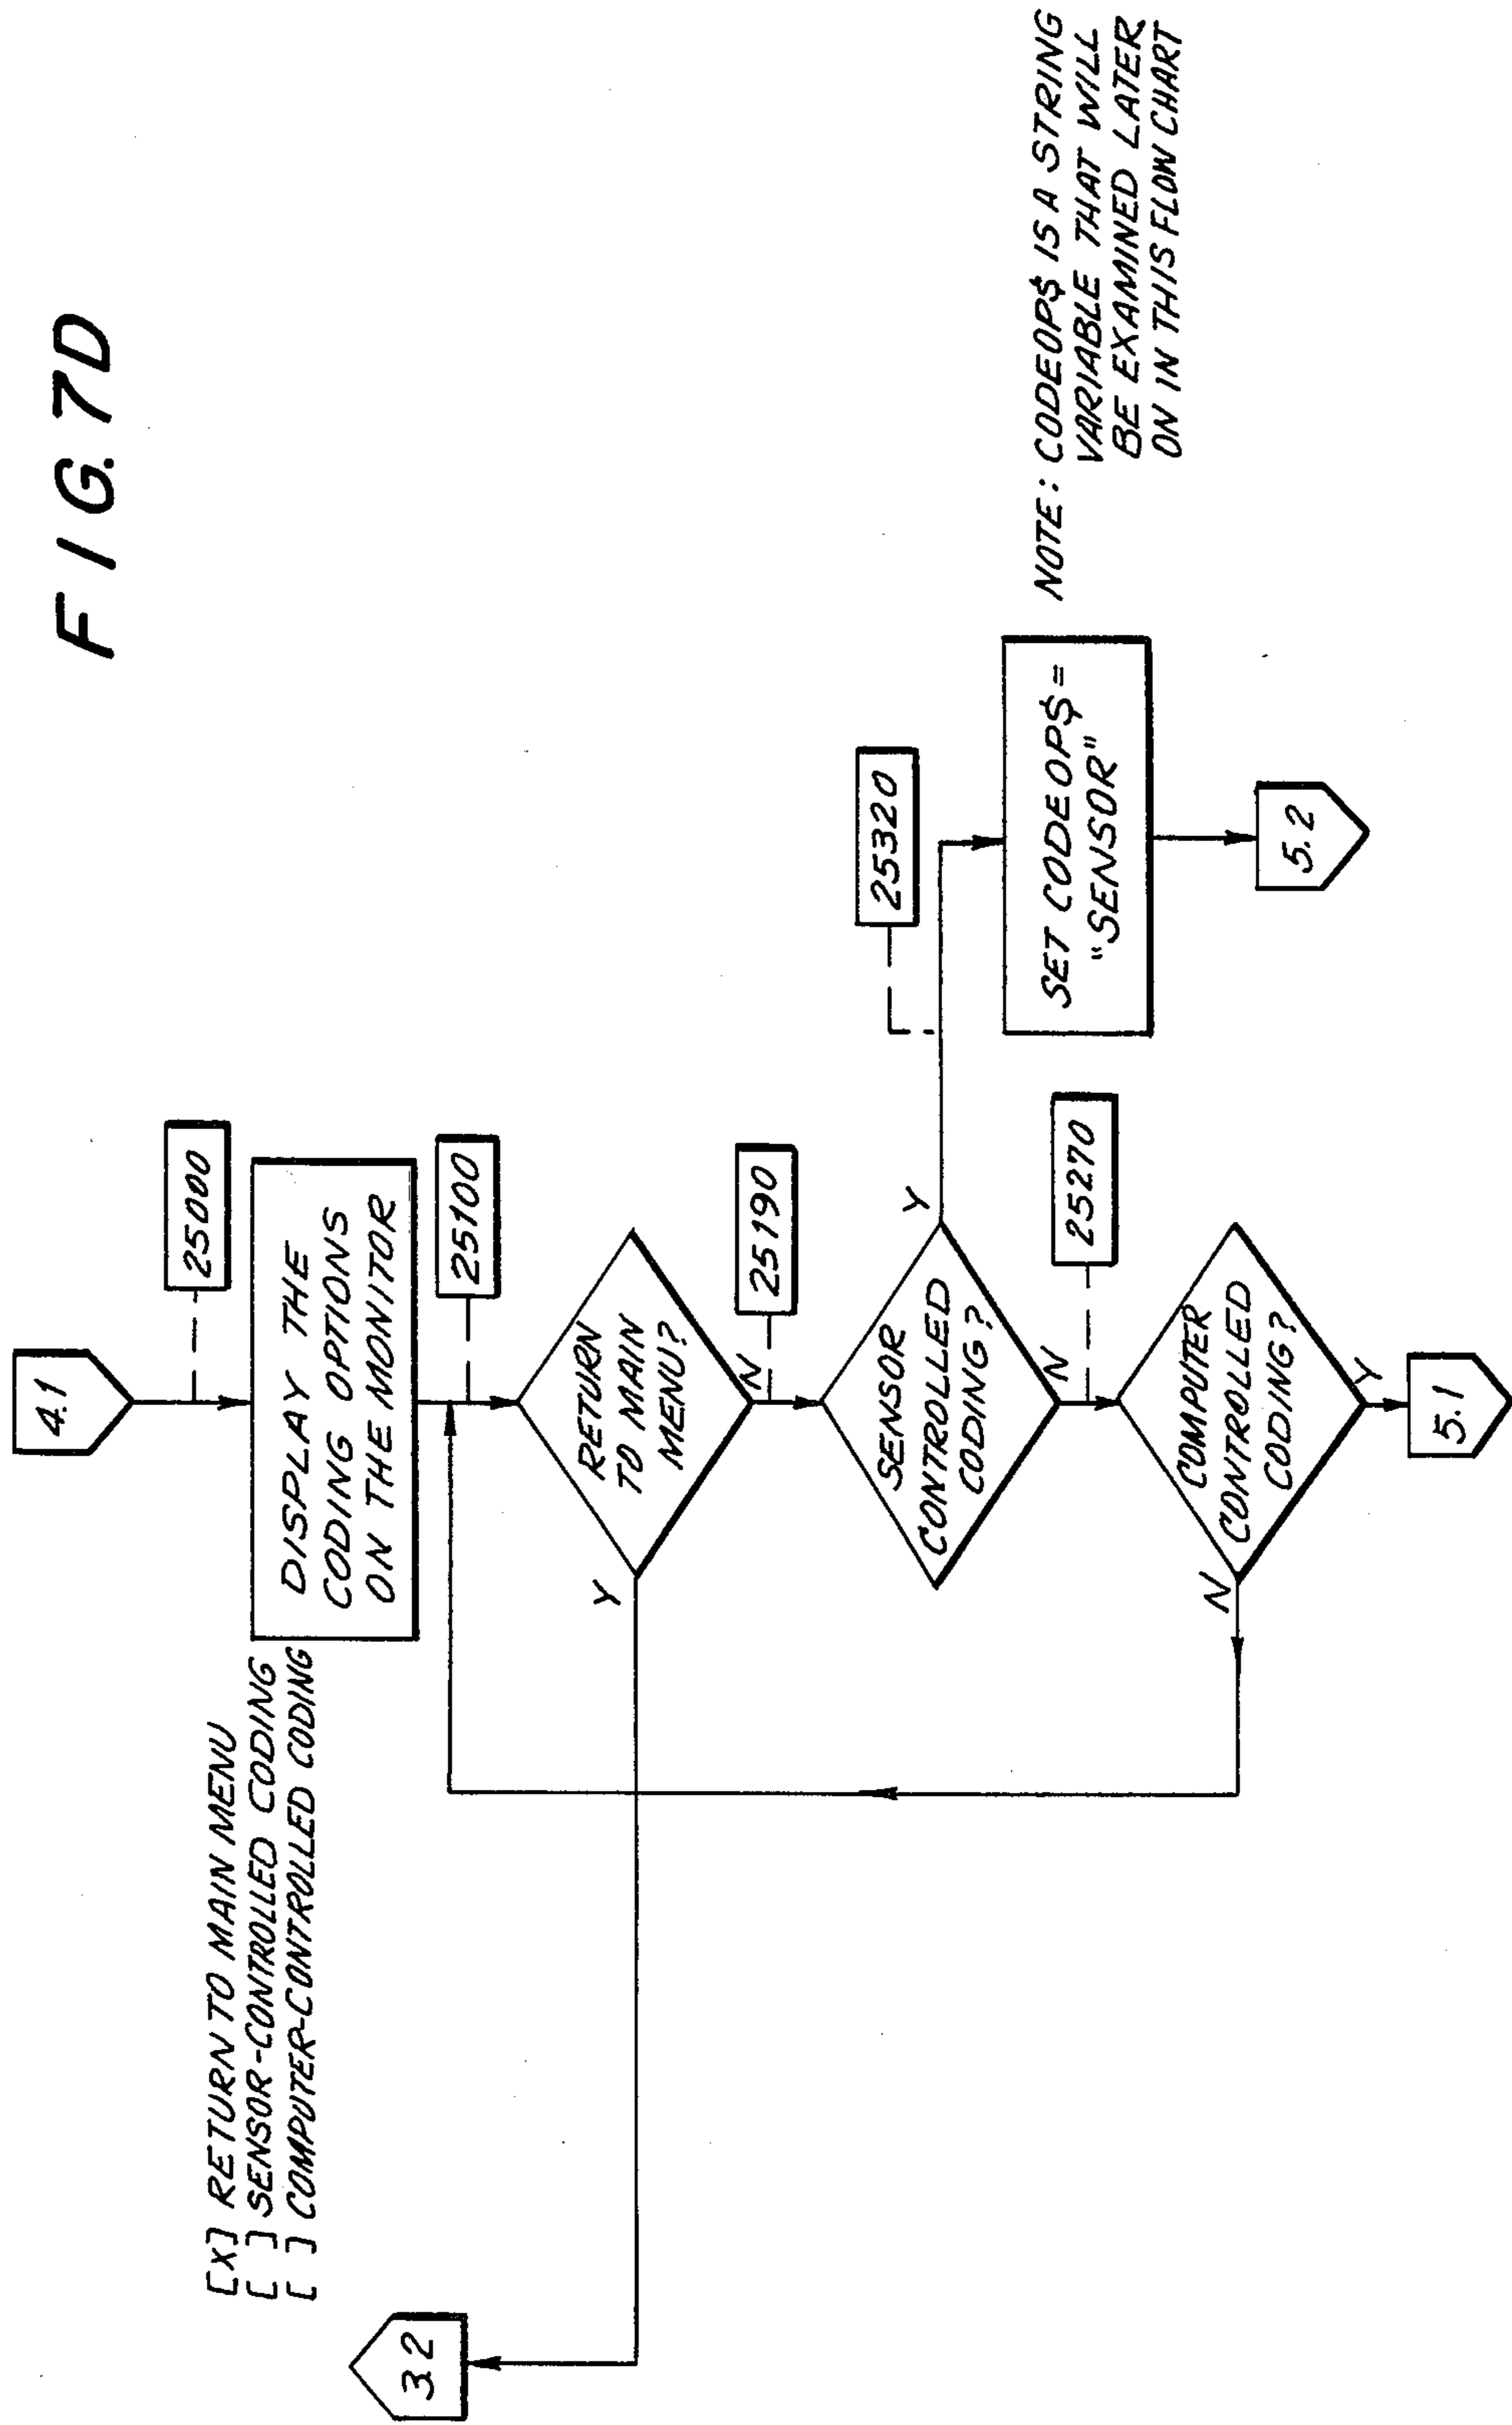 FIG. 7D
4.1
25000
[X] RETURN TO MAIN MENU
[ ] SENSOR-CONTROLLED CODING
[ ] COMPUTER-CONTROLLED CODING
DISPLAY THE
CODING OPTIONS
ON THE MONITOR
3.2
25100
RETURN
TO MAIN
MENU?
Y
N
25190
SENSOR
CONTROLLED
CODING?
Y
N
25320
SET CODEOP$ =
"SENSOR"
5.2
NOTE: CODEOP$ IS A STRING
VARIABLE THAT WILL
BE EXAMINED LATER
ON IN THIS FLOW CHART
25270
COMPUTER
CONTROLLED
CODING?
N
Y
5.1